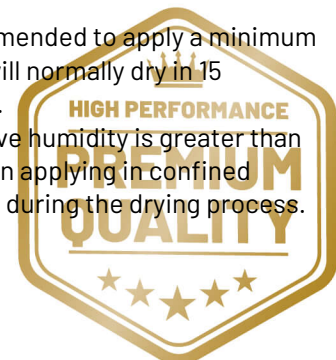 mended to apply a minimum
ill normally dry in 15
.
HIGH PERFORMANCE
ve humidity is greater than
PREMIUM
n applying in confined
during the drying process.
QUALITY